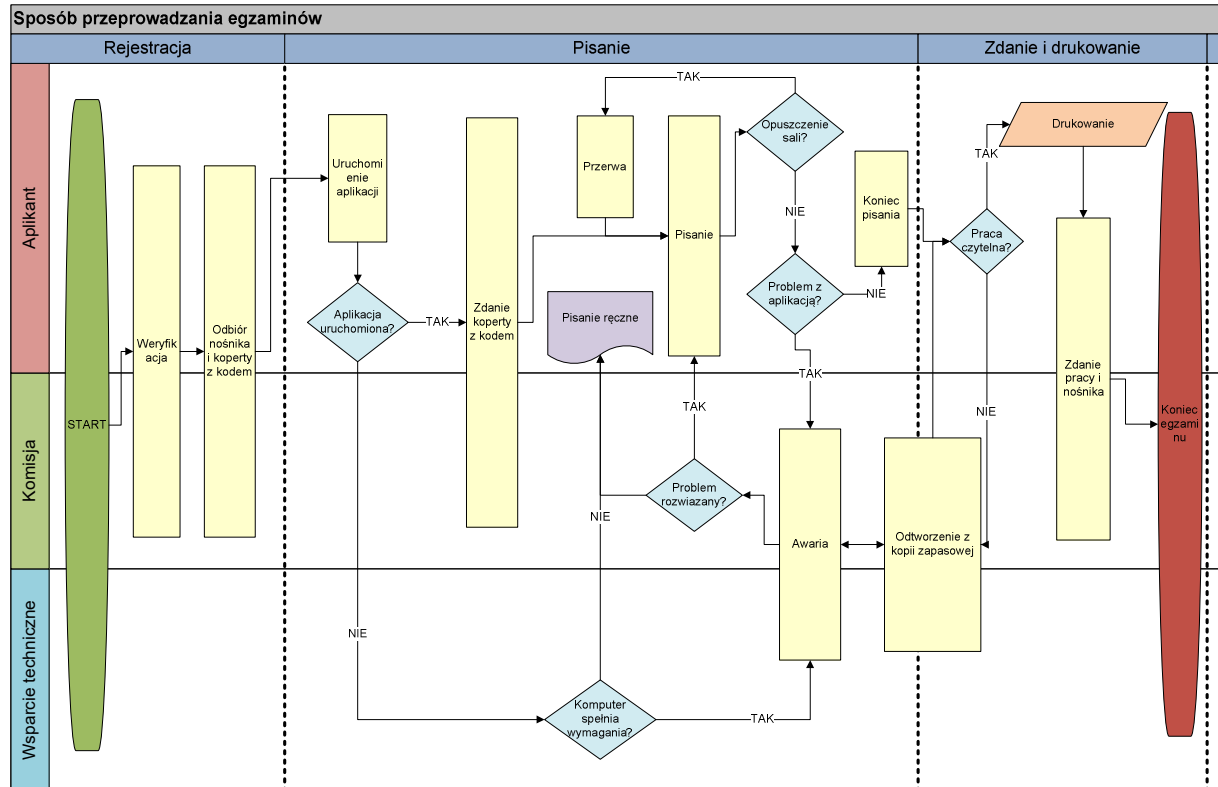 Sposób przeprowadzania egzaminów
Rejestracja
Pisanie
Zdanie i drukowanie
Aplikant
Komisja
Wsparcie techniczne
START
Weryfik
acja
Odbiór
nośnika
i koperty
z kodem
Uruchomi
enie
aplikacji
Aplikacja
uruchomiona?
TAK
NIE
Zdanie
koperty
z kodem
TAK
Przerwa
Pisanie
Opuszczenie
sali?
NIE
Problem z
aplikacją?
NIE
TAK
Koniec
pisania
Pisanie ręczne
Problem
rozwiazany?
TAK
NIE
Awaria
Odtworzenie z
kopii zapasowej
Komputer
spełnia
wymagania?
TAK
Praca
czytelna?
TAK
NIE
Drukowanie
Zdanie
pracy i
nośnika
Koniec
egzami
nu